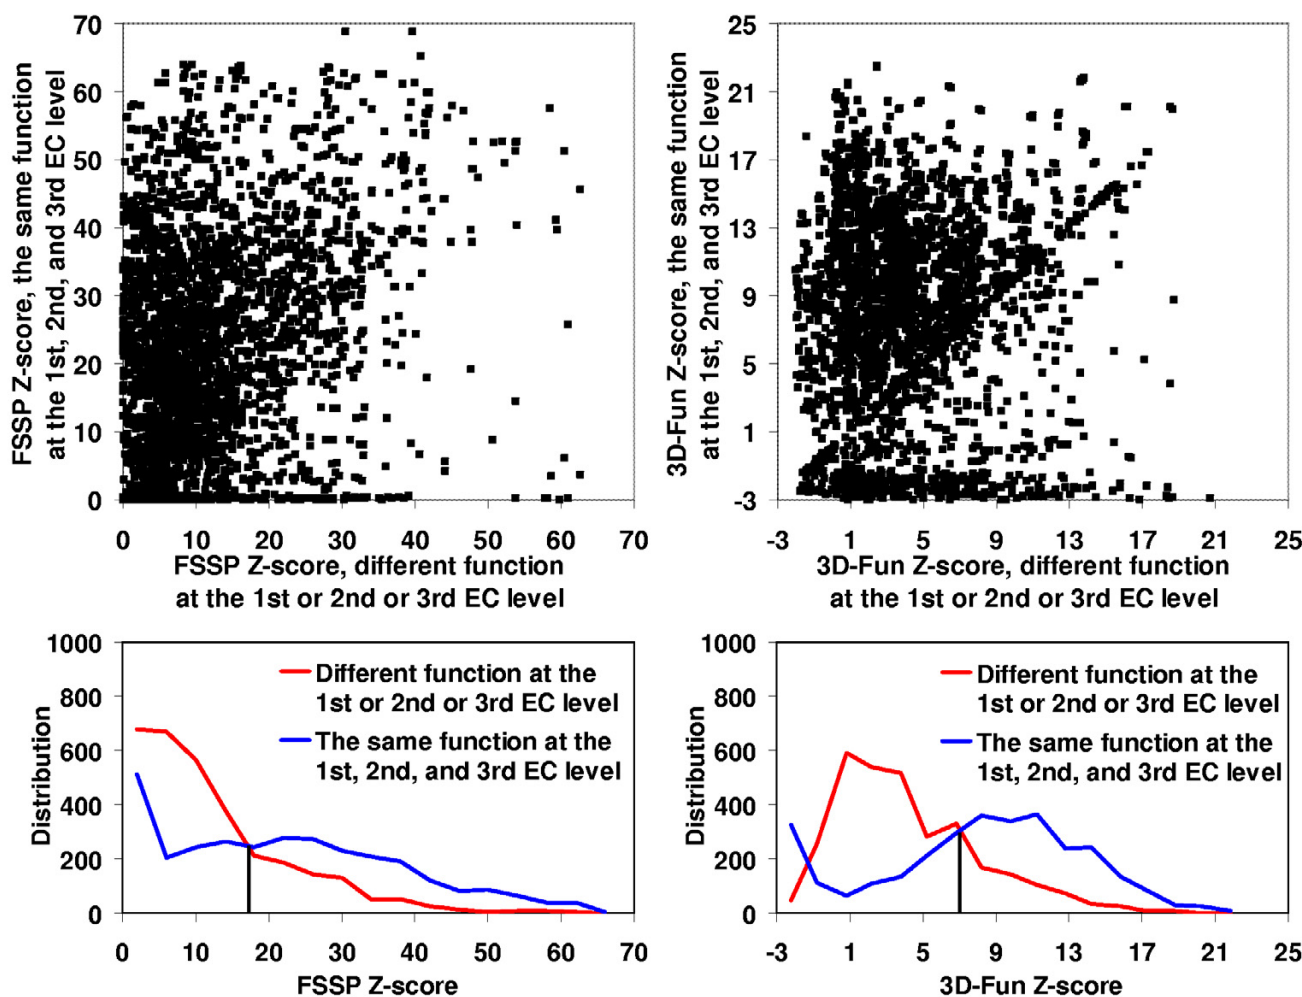 FSSP Z-score, the same function
at the 1st, 2nd, and 3rd EC level
70
60
50
40
30
20
10
0
0 10 20 30 40 50 60 70
FSSP Z-score, different function
at the 1st or 2nd or 3rd EC level
3D-Fun Z-score, the same function
at the 1st, 2nd, and 3rd EC level
25
21
17
13
9
5
1
-3
-3 1 5 9 13 17 21 25
3D-Fun Z-score, different function
at the 1st or 2nd or 3rd EC level
Distribution
1000
800
600
400
200
0
Different function at the
1st or 2nd or 3rd EC level
The same function at the
1st, 2nd, and 3rd EC level
0 10 20 30 40 50 60 70
FSSP Z-score
Distribution
1000
800
600
400
200
0
Different function at the
1st or 2nd or 3rd EC level
The same function at the
1st, 2nd, and 3rd EC level
-3 1 5 9 13 17 21 25
3D-Fun Z-score